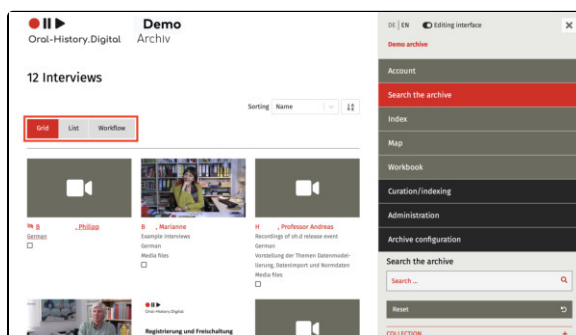 Oral-History.Digital
Demo
Archiv
12 Interviews
Sorting Name
Grid List Workflow
B , Philipp
German
B , Marianne
Example Interviews
German
Media files
H , Professor Andreas
Recordings of oh.d release event
German
Vorstellung der Themen Datenmodel-
lierung, Datenimport und Normdaten
Media files
Oral-History.Digital
Registrierung und Freischaltung
DE | EN Editing interface
Demo archive
Account
Search the archive
Index
Map
Workbook
Curation/indexing
Administration
Archive configuration
Search the archive
Search ...
Reset
COLLECTION +